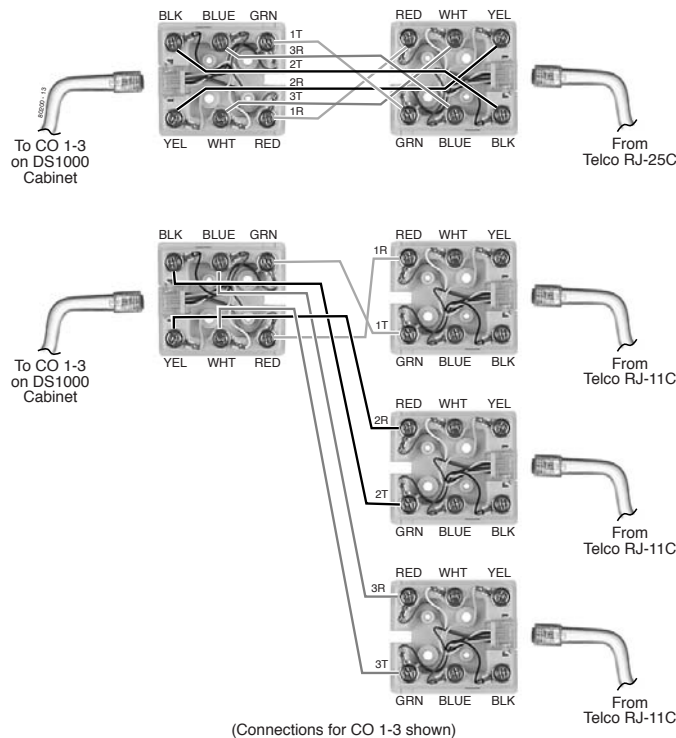 BLK BLUE GRN
RED WHT YEL
1T
3R
2T
2R
3T
1R
80200 - 13
To CO 1-3
on DS1000
Cabinet
YEL WHT RED
GRN BLUE BLK
From
Telco RJ-25C
BLK BLUE GRN
RED WHT YEL
1R
1T
To CO 1-3
on DS1000
Cabinet
YEL WHT RED
GRN BLUE BLK
From
Telco RJ-11C
RED WHT YEL
2R
2T
GRN BLUE BLK
From
Telco RJ-11C
RED WHT YEL
3R
3T
GRN BLUE BLK
From
Telco RJ-11C
(Connections for CO 1-3 shown)